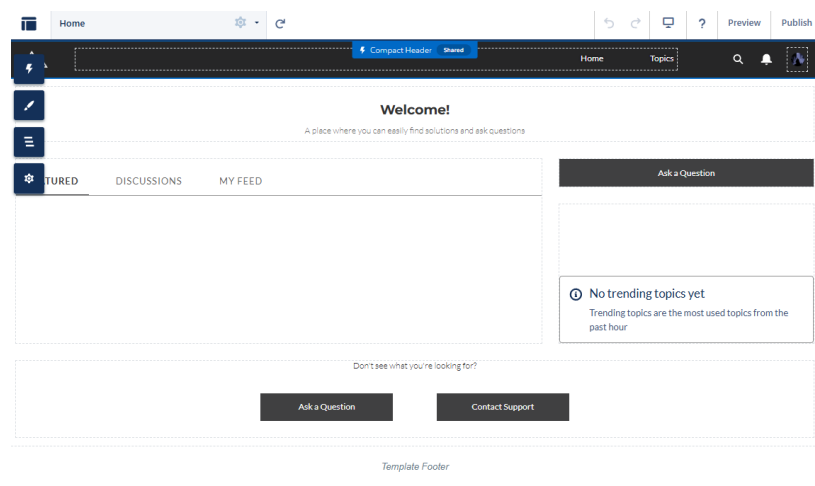 Home
? Preview Publish
Compact Header Shared
Home Topics
Welcome!
A place where you can easily find solutions and ask questions
TURED DISCUSSIONS MY FEED
Ask a Question
No trending topics yet
Trending topics are the most used topics from the
past hour
Don't see what you're looking for?
Ask a Question Contact Support
Template Footer